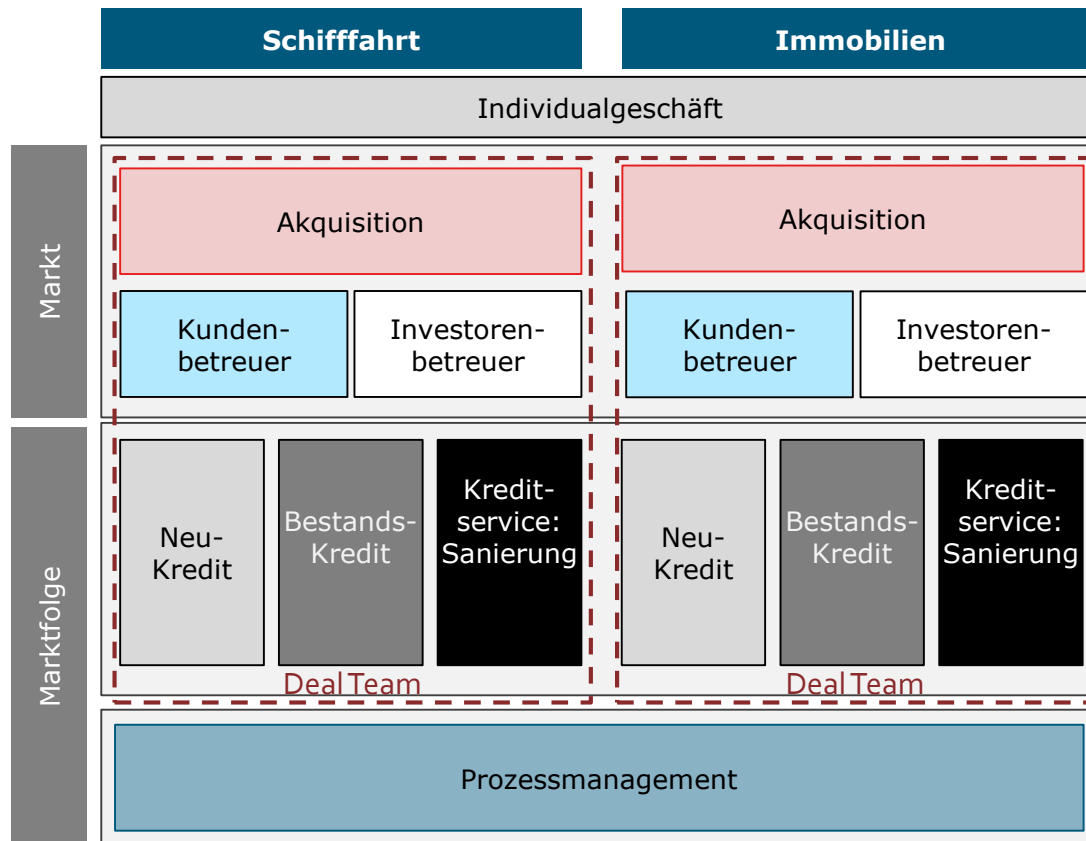 Schifffahrt
Immobilien
Individualgeschäft
Markt
Akquisition
Akquisition
Kunden-
betreuer
Investoren-
betreuer
Kunden-
betreuer
Investoren-
betreuer
Marktfolge
Neu-
Kredit
Bestands-
Kredit
Kredit-
service:
Sanierung
Neu-
Kredit
Bestands-
Kredit
Kredit-
service:
Sanierung
Deal Team
Deal Team
Prozessmanagement